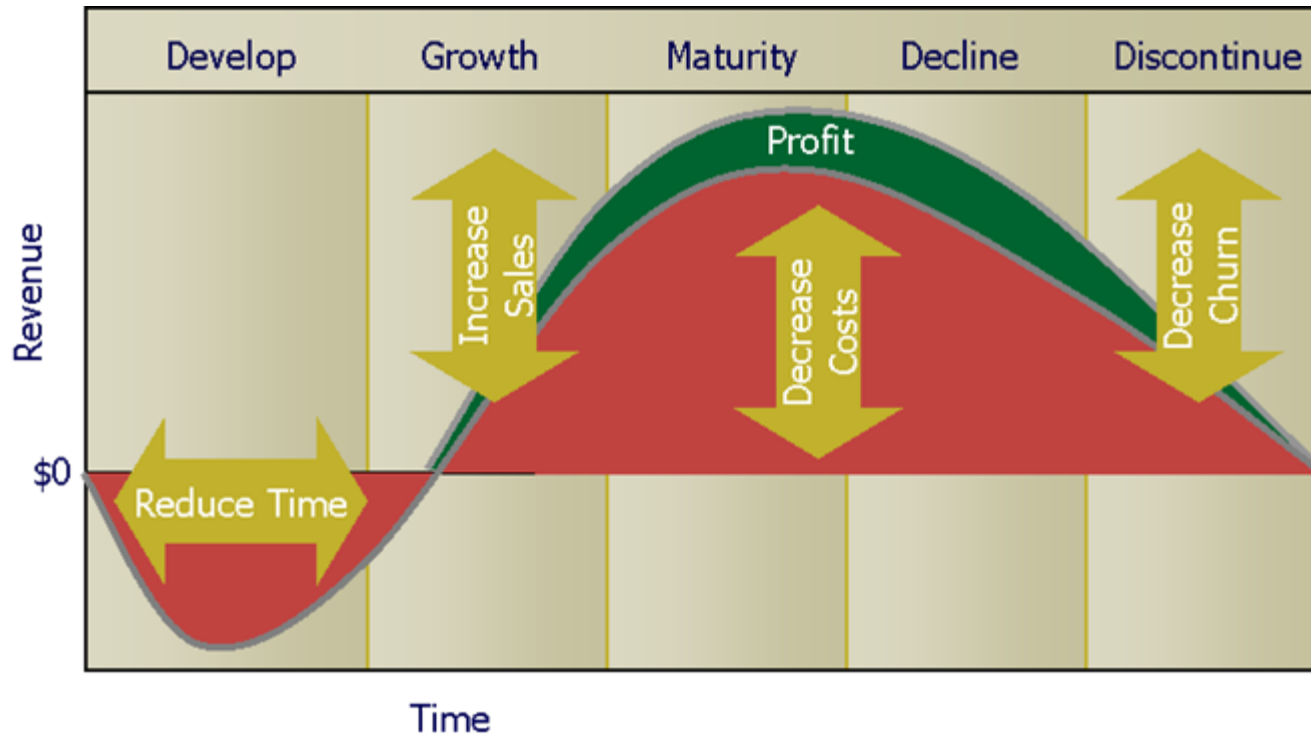 Develop Growth Maturity Decline Discontinue
Profit
Increase
Sales
Decrease
Costs
Decrease
Churn
Revenue
$0
Reduce Time
Time